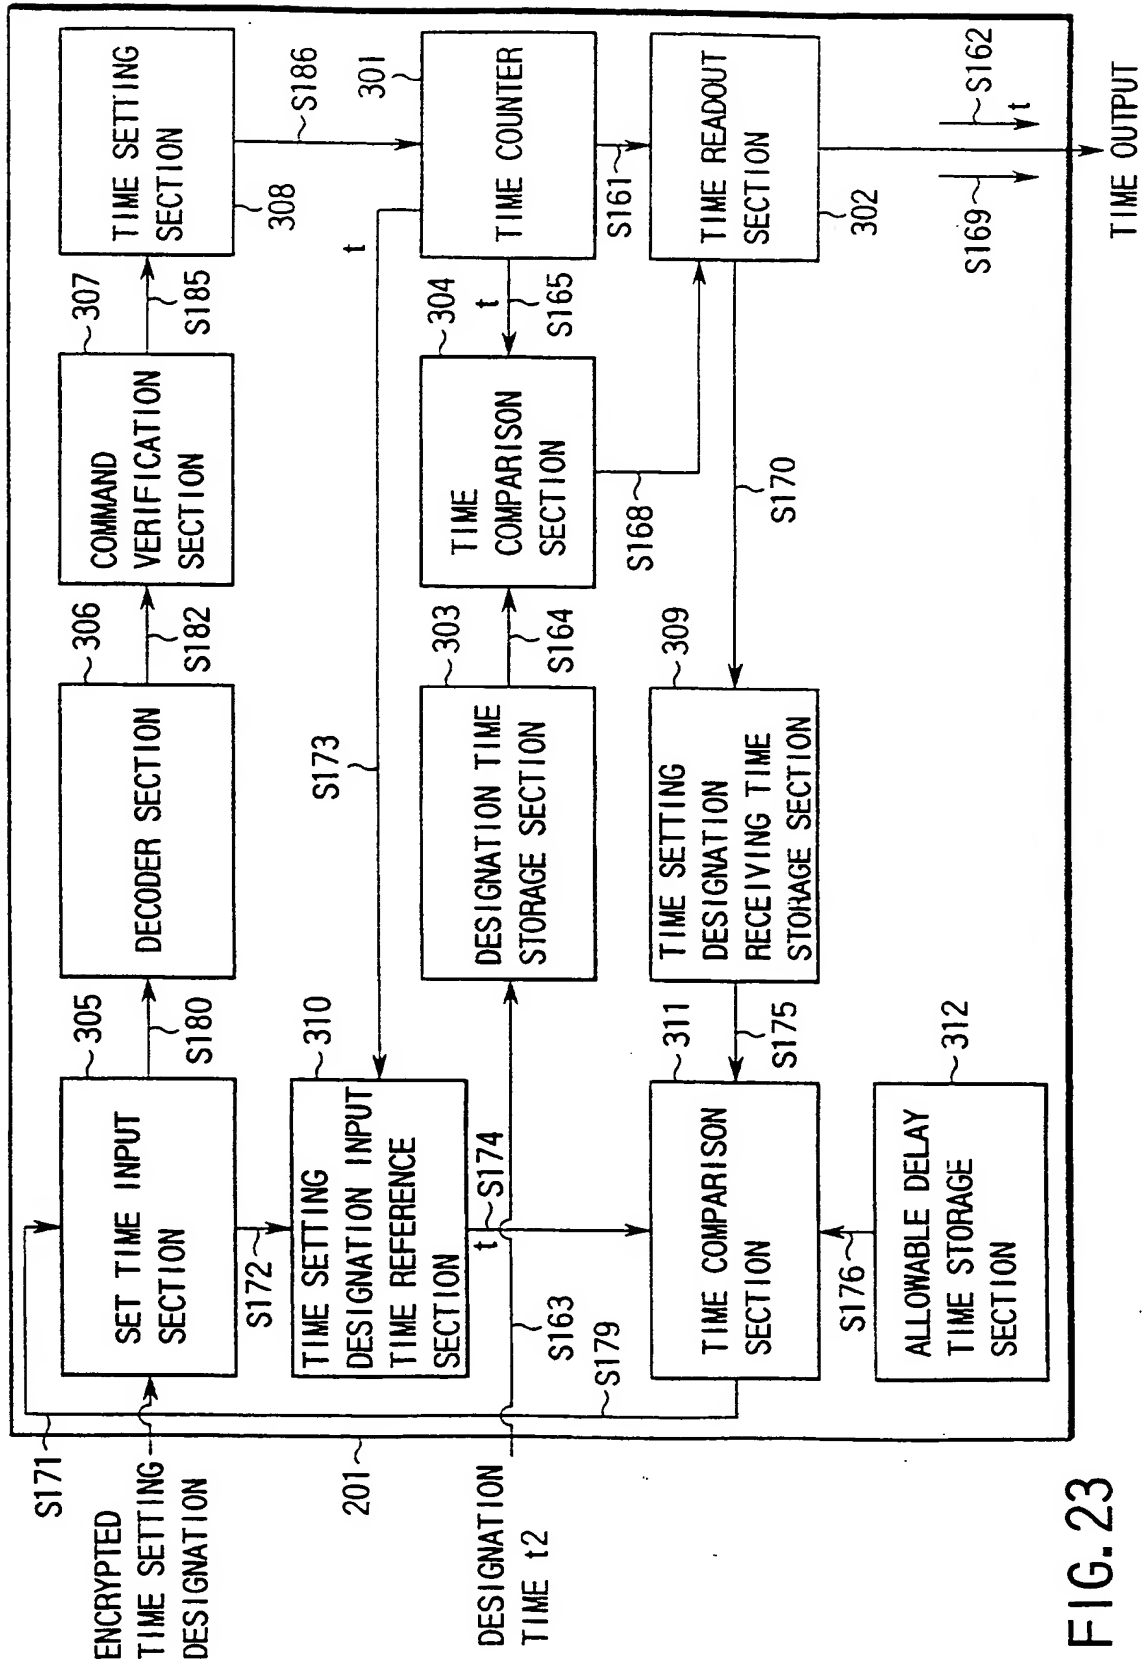 ENCRYPTED
TIME SETTING
DESIGNATION
S171
201
305
SET TIME INPUT
SECTION
S180
306
DECODER SECTION
S182
307
COMMAND
VERIFICATION
SECTION
S185
TIME SETTING
SECTION
308
S186
S172
310
TIME SETTING
DESIGNATION INPUT
TIME REFERENCE
SECTION
S173
t
t
S174
DESIGNATION
TIME t2
S163
S179
303
DESIGNATION TIME
STORAGE SECTION
S164
304
TIME
COMPARISON
SECTION
t
S165
301
TIME COUNTER
S161
S168
311
TIME COMPARISON
SECTION
S175
309
TIME SETTING
DESIGNATION
RECEIVING TIME
STORAGE SECTION
S170
TIME READOUT
SECTION
302
S176
312
ALLOWABLE DELAY
TIME STORAGE
SECTION
S169
t
S162
TIME OUTPUT
FIG. 23